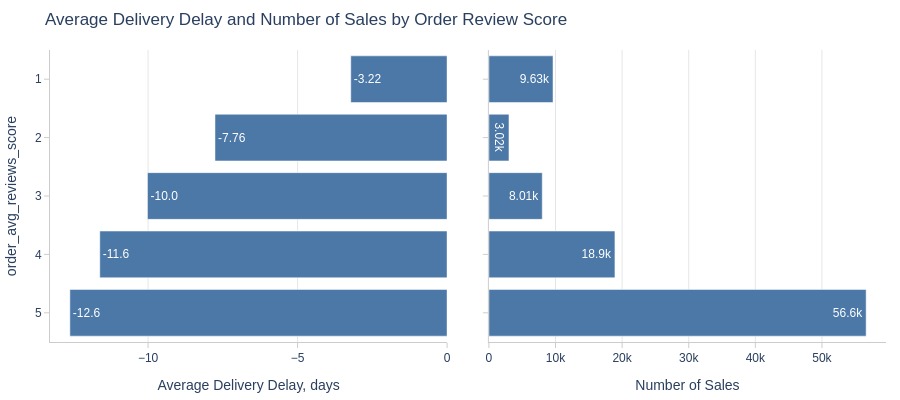 Average Delivery Delay and Number of Sales by Order Review Score
order_avg_reviews_score
1
-3.22
9.63k
2
-7.76
3.02k
3
-10.0
8.01k
4
-11.6
18.9k
5
-12.6
56.6k
−10
−5
0
0
10k
20k
30k
40k
50k
Average Delivery Delay, days
Number of Sales